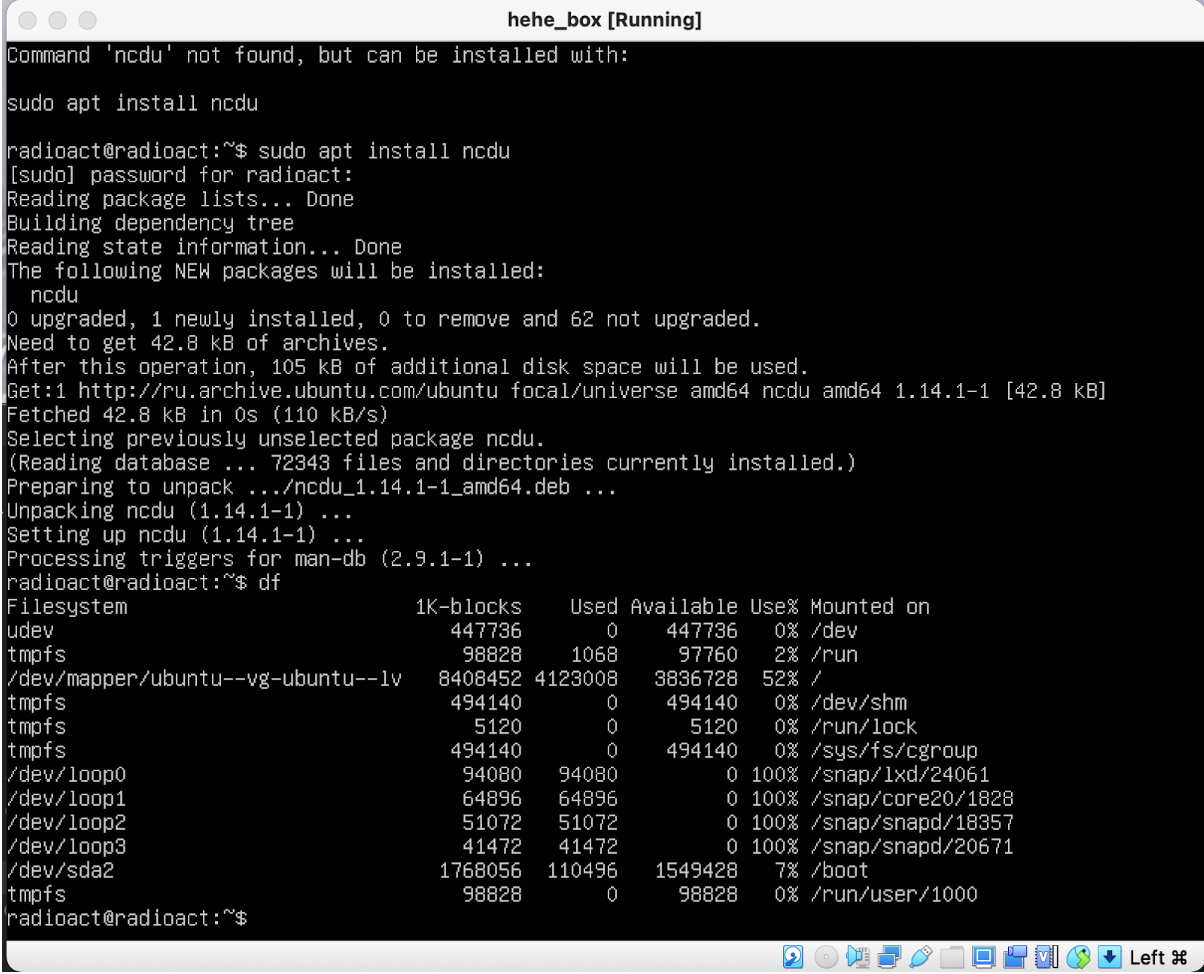 hehe_box [Running]
Command 'ncdu' not found, but can be installed with:
sudo apt install ncdu
radioact@radioact:~$ sudo apt install ncdu
[sudo] password for radioact:
Reading package lists... Done
Building dependency tree
Reading state information... Done
The following NEW packages will be installed:
  ncdu
0 upgraded, 1 newly installed, 0 to remove and 62 not upgraded.
Need to get 42.8 kB of archives.
After this operation, 105 kB of additional disk space will be used.
Get:1 http://ru.archive.ubuntu.com/ubuntu focal/universe amd64 ncdu amd64 1.14.1-1 [42.8 kB]
Fetched 42.8 kB in 0s (110 kB/s)
Selecting previously unselected package ncdu.
(Reading database ... 72343 files and directories currently installed.)
Preparing to unpack .../ncdu_1.14.1-1_amd64.deb ...
Unpacking ncdu (1.14.1-1) ...
Setting up ncdu (1.14.1-1) ...
Processing triggers for man-db (2.9.1-1) ...
radioact@radioact:~$ df
Filesystem                        1K-blocks    Used Available Use% Mounted on
udev                                 447736       0    447736   0% /dev
tmpfs                                 98828    1068     97760   2% /run
/dev/mapper/ubuntu--vg-ubuntu--lv   8408452 4123008   3836728  52% /
tmpfs                                494140       0    494140   0% /dev/shm
tmpfs                                  5120       0      5120   0% /run/lock
tmpfs                                494140       0    494140   0% /sys/fs/cgroup
/dev/loop0                            94080   94080         0 100% /snap/lxd/24061
/dev/loop1                            64896   64896         0 100% /snap/core20/1828
/dev/loop2                            51072   51072         0 100% /snap/snapd/18357
/dev/loop3                            41472   41472         0 100% /snap/snapd/20671
/dev/sda2                           1768056  110496   1549428   7% /boot
tmpfs                                 98828       0     98828   0% /run/user/1000
radioact@radioact:~$
Left ⌘